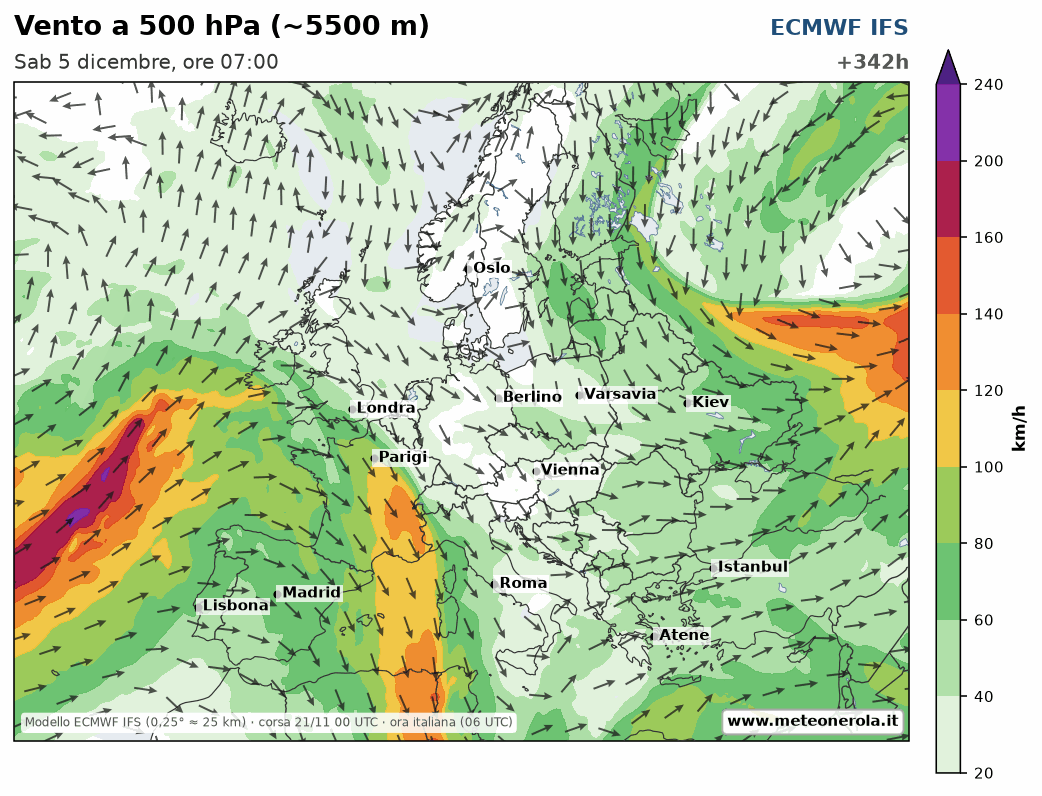 Vento a 500 hPa (~5500 m)
ECMWF IFS
Sab 5 dicembre, ore 07:00
+342h
240
200
160
140
120
100
80
60
40
20
km/h
Oslo
Berlino
Varsavia
Kiev
Londra
Parigi
Vienna
Istanbul
Roma
Madrid
Lisbona
Atene
Modello ECMWF IFS (0,25° ≈ 25 km) · corsa 21/11 00 UTC · ora italiana (06 UTC)
www.meteonerola.it